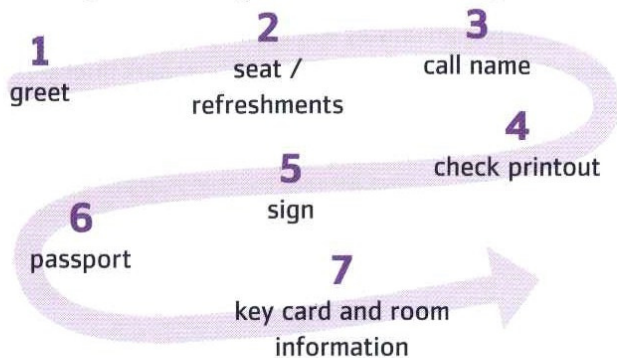 1
greet
2
seat /
refreshments
3
call name
4
check printout
5
sign
6
passport
7
key card and room
information